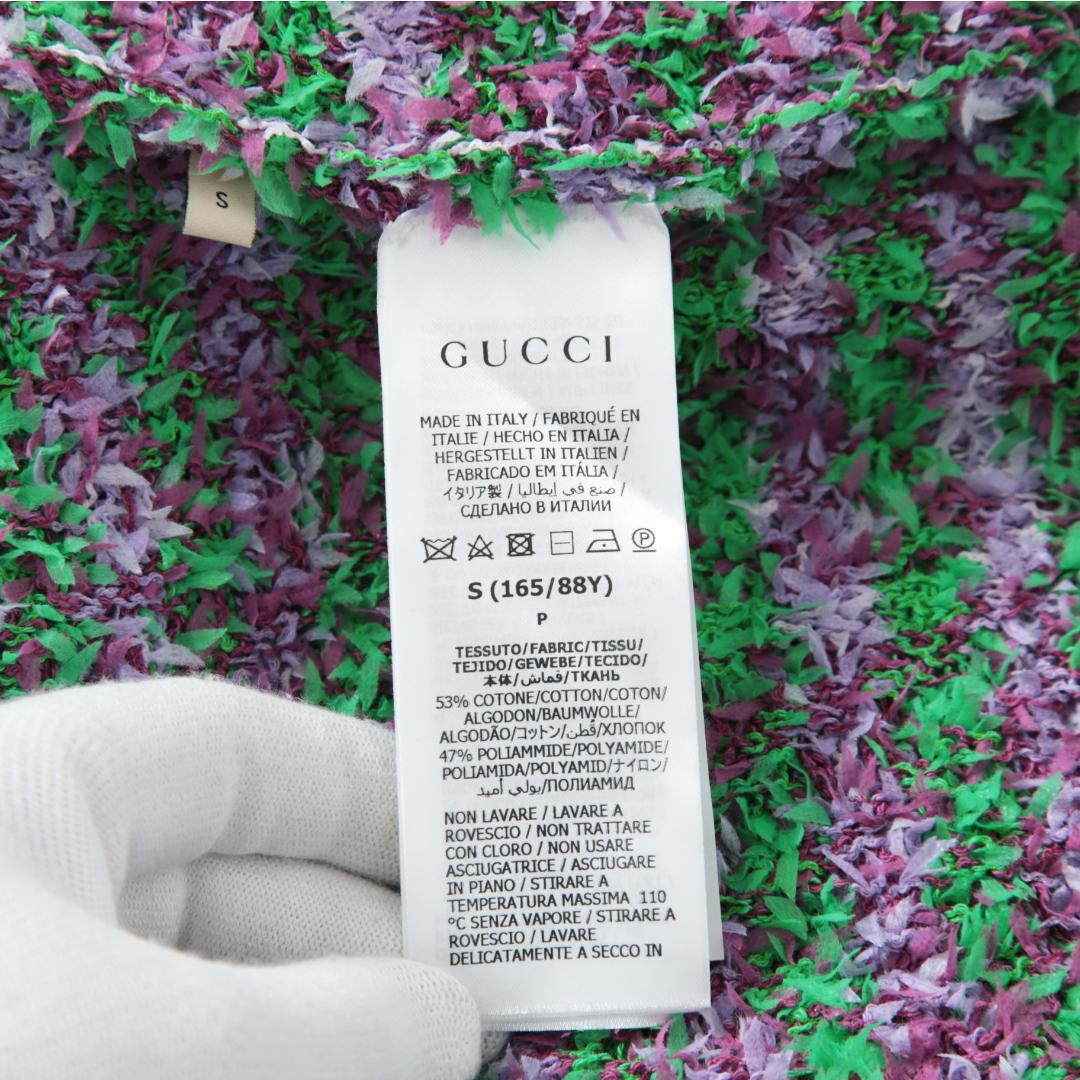 S
GUCCI
MADE IN ITALY / FABRIQUÉ EN
ITALIE / HECHO EN ITALIA /
HERGESTELLT IN ITALIEN /
FABRICADO EM ITÁLIA /
イタリア製 / صنع في إيطاليا /
СДЕЛАНО В ИТАЛИИ
P
S (165/88Y)
P
TESSUTO/FABRIC/TISSU/
TEJIDO/GEWEBE/TECIDO/
本体/قماش/ТКАНЬ
53% COTONE/COTTON/COTON/
ALGODON/BAUMWOLLE/
ALGODÃO/コットン/قطن/ХЛОПОК
47% POLIAMMIDE/POLYAMIDE/
POLIAMIDA/POLYAMID/ナイロン/
بولي أميد/ПОЛИАМИД
NON LAVARE / LAVARE A
ROVESCIO / NON TRATTARE
CON CLORO / NON USARE
ASCIUGATRICE / ASCIUGARE
IN PIANO / STIRARE A
TEMPERATURA MASSIMA 110
°C SENZA VAPORE / STIRARE A
ROVESCIO / LAVARE
DELICATAMENTE A SECCO IN